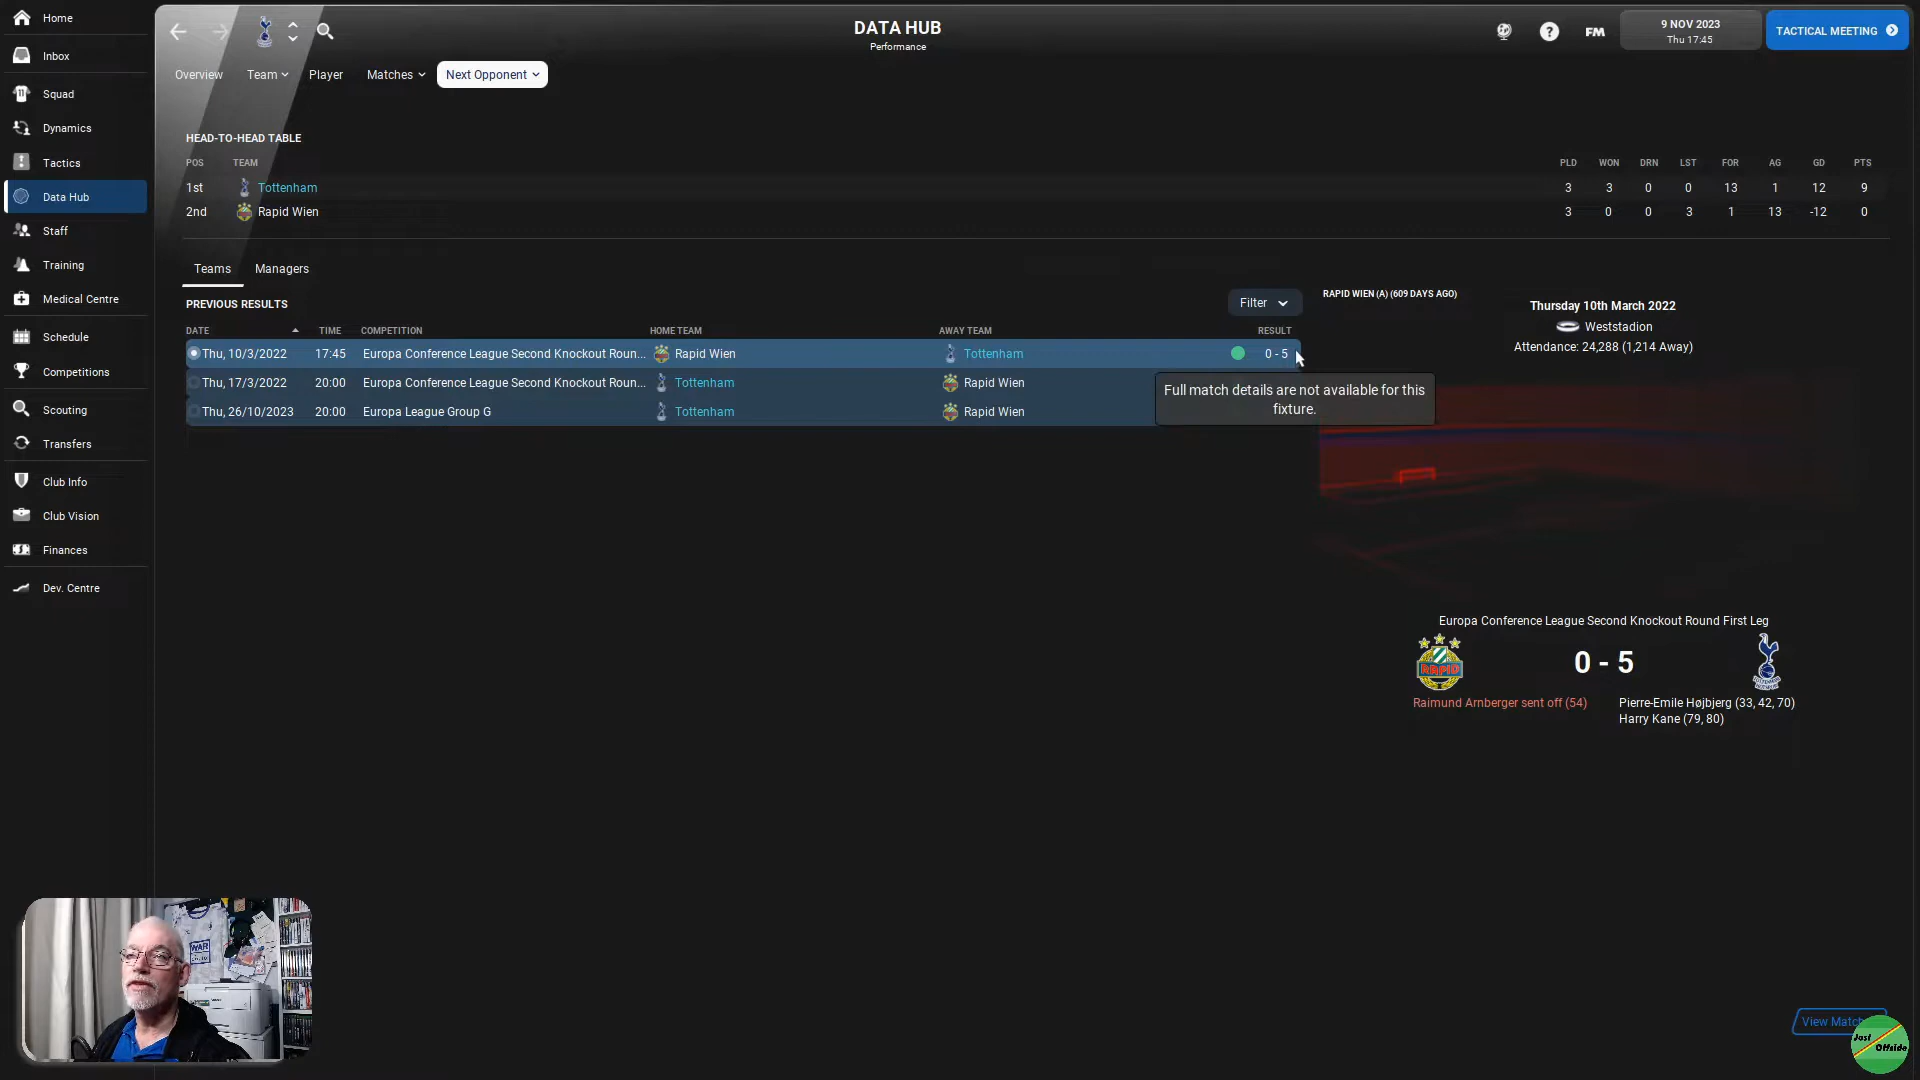 Home
Inbox
Squad
Dynamics
Tactics
Data Hub
Staff
Training
Medical Centre
Schedule
Competitions
Scouting
Transfers
Club Info
Club Vision
Finances
Dev. Centre
DATA HUB
Performance
FM
9 NOV 2023
Thu 17:45
TACTICAL MEETING
Overview Team Player Matches Next Opponent
HEAD-TO-HEAD TABLE
POS TEAM PLD WON DRN LST FOR AG GD PTS
1st Tottenham 3 3 0 0 13 1 12 9
2nd Rapid Wien 3 0 0 3 1 13 -12 0
Teams Managers
PREVIOUS RESULTS
Filter
DATE TIME COMPETITION HOME TEAM AWAY TEAM RESULT
Thu, 10/3/2022 17:45 Europa Conference League Second Knockout Roun... Rapid Wien Tottenham 0 - 5
Thu, 17/3/2022 20:00 Europa Conference League Second Knockout Roun... Tottenham Rapid Wien
Thu, 26/10/2023 20:00 Europa League Group G Tottenham Rapid Wien
Full match details are not available for this
fixture.
RAPID WIEN (A) (609 DAYS AGO)
Thursday 10th March 2022
Weststadion
Attendance: 24,288 (1,214 Away)
Europa Conference League Second Knockout Round First Leg
RAPID
0 - 5
Raimund Arnberger sent off (54)
Pierre-Emile Højbjerg (33, 42, 70)
Harry Kane (79, 80)
WAR
View Match
Just
Offside